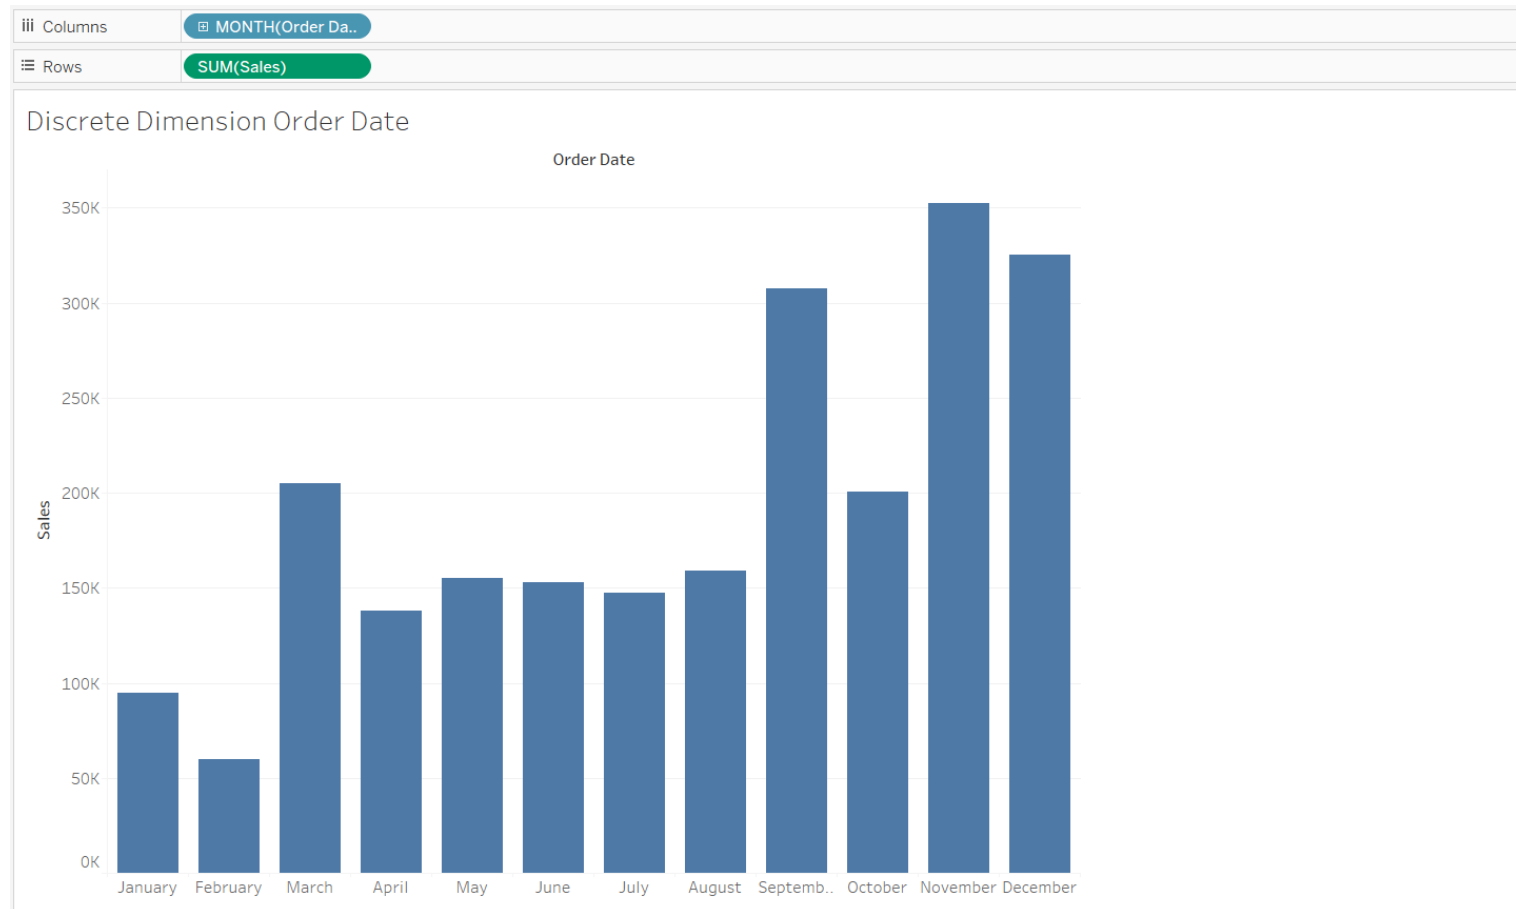 Columns
MONTH(Order Da..
Rows
SUM(Sales)
Discrete Dimension Order Date
Order Date
350K
300K
250K
200K
150K
100K
50K
0K
Sales
January February March April May June July August Septemb.. October November December